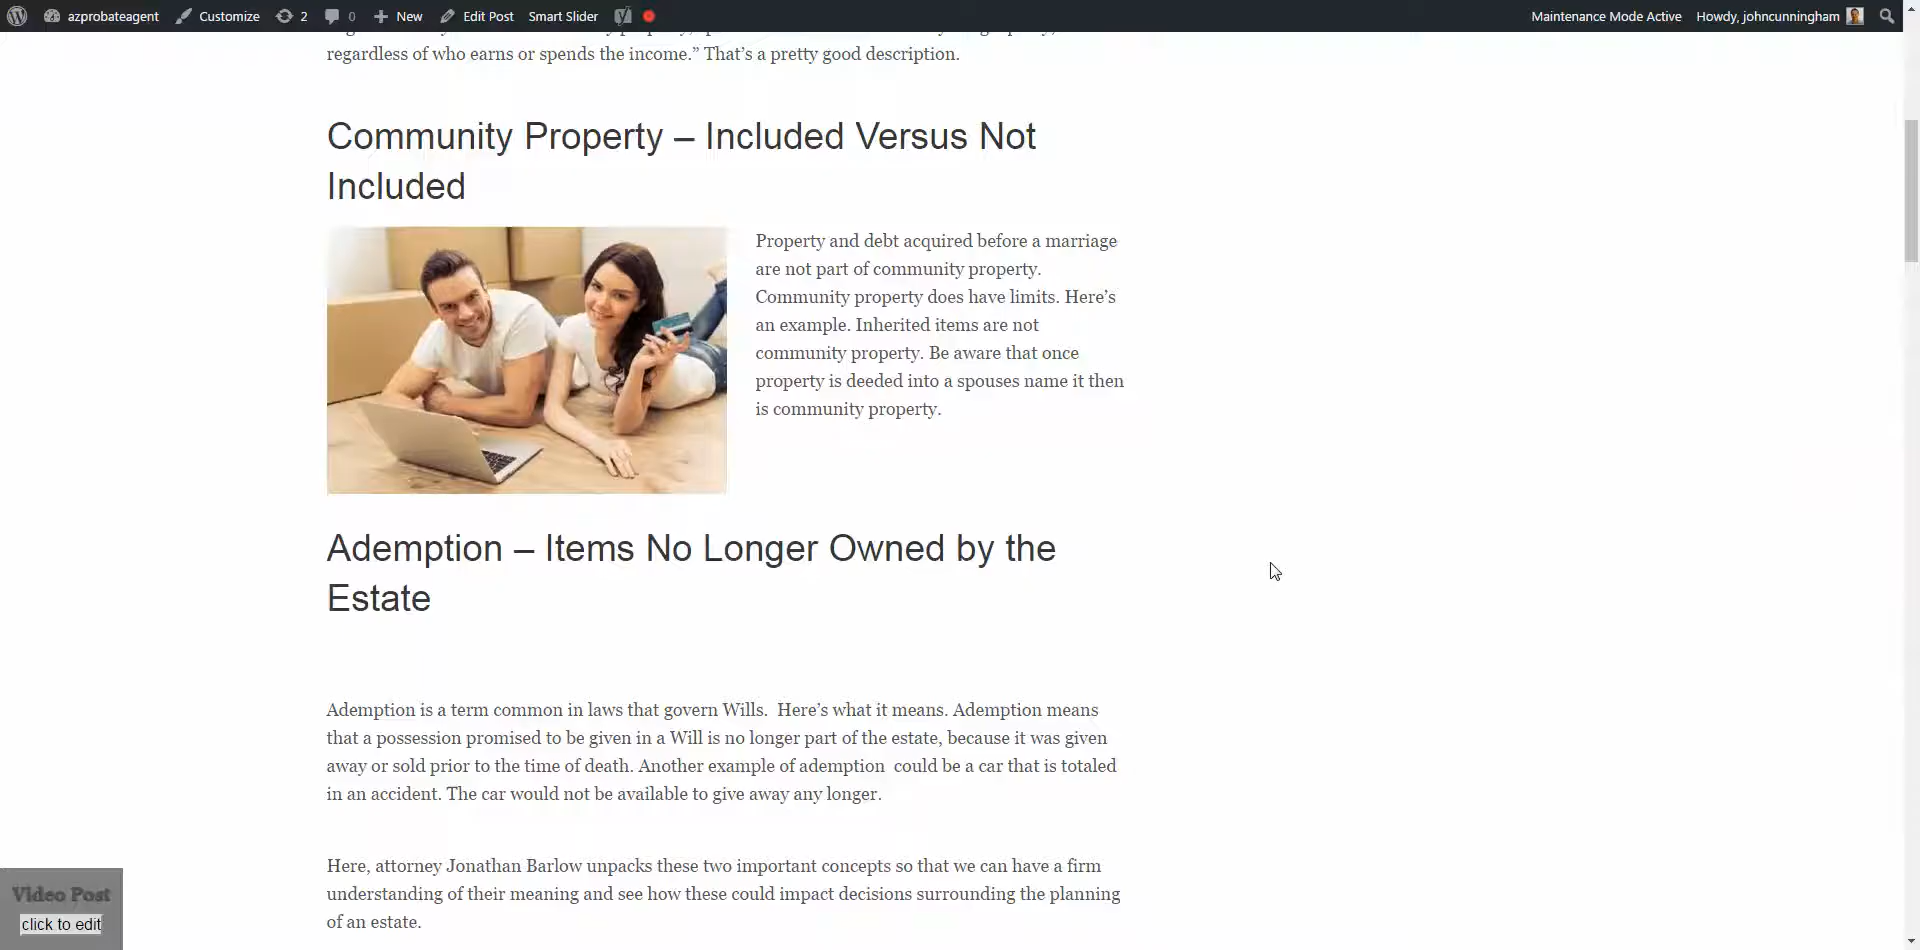 azprobateagent Customize 2 0 New Edit Post Smart Slider Maintenance Mode Active Howdy, johncunningham
regardless of who earns or spends the income.” That’s a pretty good description.
Community Property – Included Versus Not
Included
Property and debt acquired before a marriage
are not part of community property.
Community property does have limits. Here’s
an example. Inherited items are not
community property. Be aware that once
property is deeded into a spouses name it then
is community property.
Ademption – Items No Longer Owned by the
Estate
Ademption is a term common in laws that govern Wills.  Here’s what it means. Ademption means
that a possession promised to be given in a Will is no longer part of the estate, because it was given
away or sold prior to the time of death. Another example of ademption  could be a car that is totaled
in an accident. The car would not be available to give away any longer.
Here, attorney Jonathan Barlow unpacks these two important concepts so that we can have a firm
understanding of their meaning and see how these could impact decisions surrounding the planning
of an estate.
Video Post
click to edit